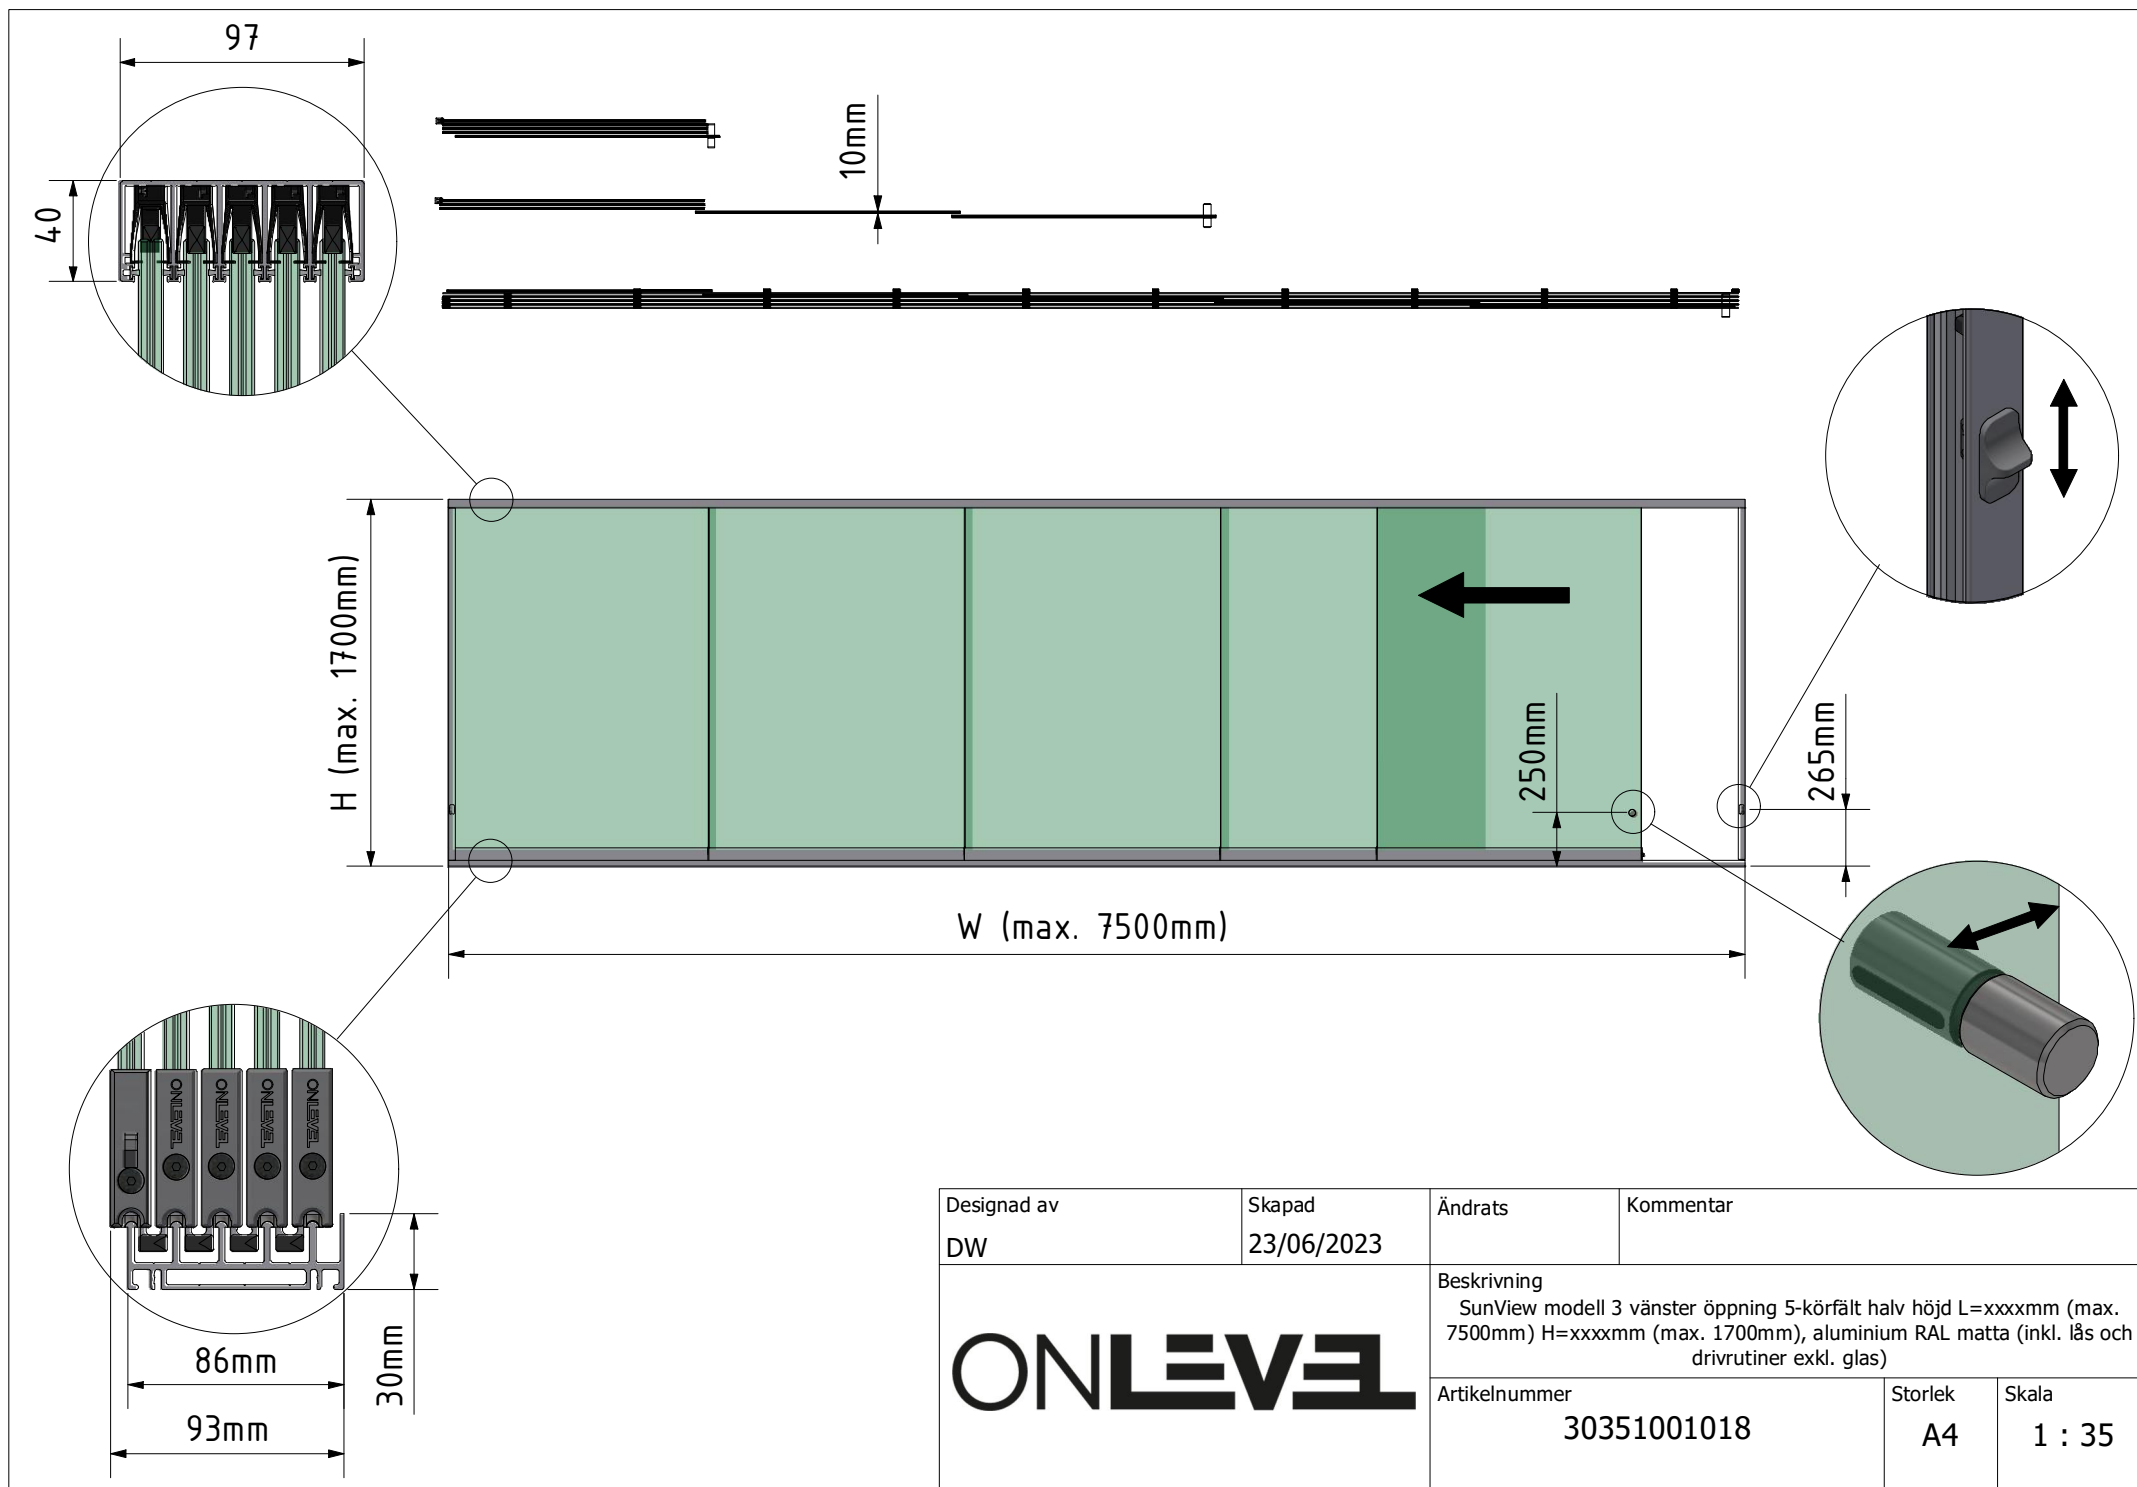 97
40
10mm
H (max. 1700mm)
250mm
265mm
W (max. 7500mm)
ONLEVEL
ONLEVEL
ONLEVEL
ONLEVEL
86mm
93mm
30mm
Designad av
DW
Skapad
23/06/2023
Ändrats
Kommentar
ONLEVEL
Beskrivning
SunView modell 3 vänster öppning 5-körfält halv höjd L=xxxxmm (max.
7500mm) H=xxxxmm (max. 1700mm), aluminium RAL matta (inkl. lås och
drivrutiner exkl. glas)
Artikelnummer
30351001018
Storlek
A4
Skala
1 : 35